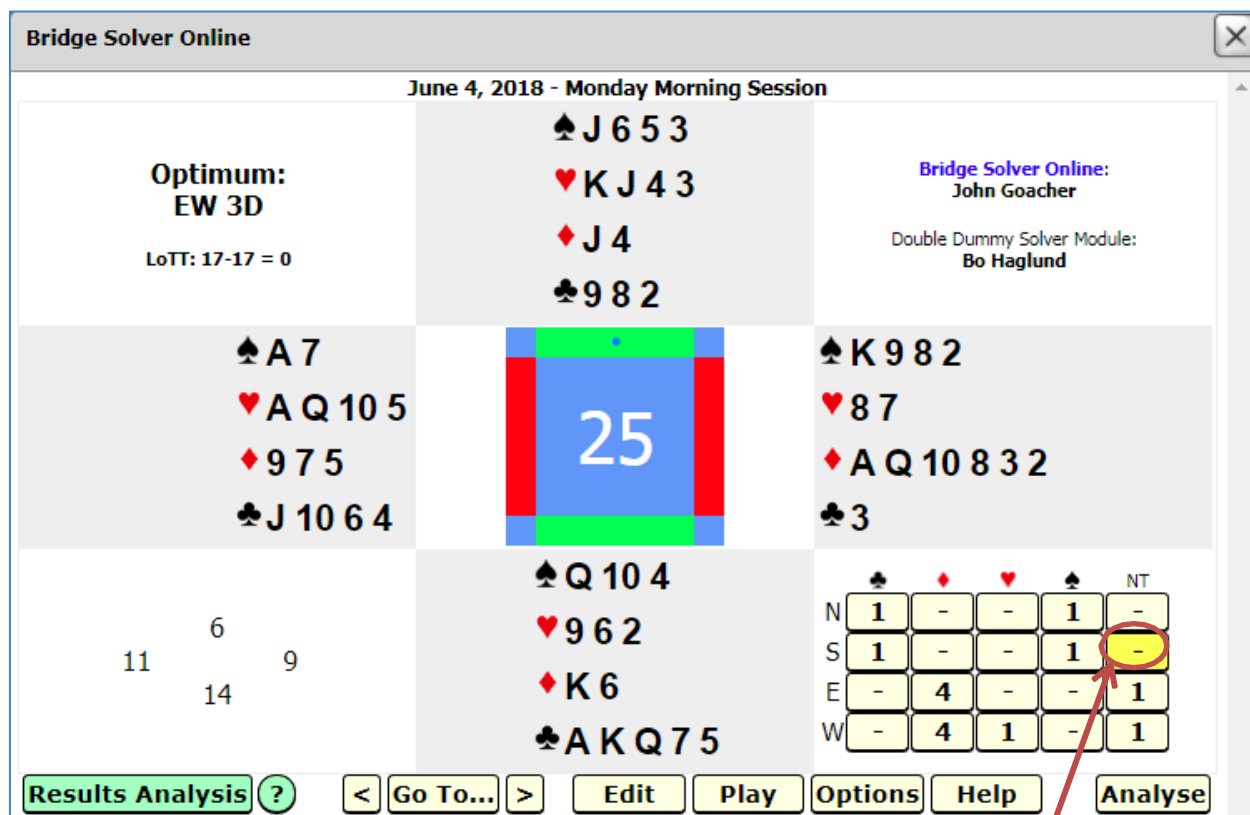 Bridge Solver Online
June 4, 2018 - Monday Morning Session
Optimum:
EW 3D
LoTT: 17-17 = 0
♠ J 6 5 3
♥ K J 4 3
♦ J 4
♣ 9 8 2
Bridge Solver Online:
John Goacher
Double Dummy Solver Module:
Bo Haglund
♠ A 7
♥ A Q 10 5
♦ 9 7 5
♣ J 10 6 4
25
♠ K 9 8 2
♥ 8 7
♦ A Q 10 8 3 2
♣ 3
6
11 9
14
♠ Q 10 4
♥ 9 6 2
♦ K 6
♣ A K Q 7 5
♣ ♦ ♥ ♠ NT
N 1 - - 1 -
S 1 - - 1 -
E - 4 - - 1
W - 4 1 - 1
Results Analysis ? < Go To... > Edit Play Options Help Analyse